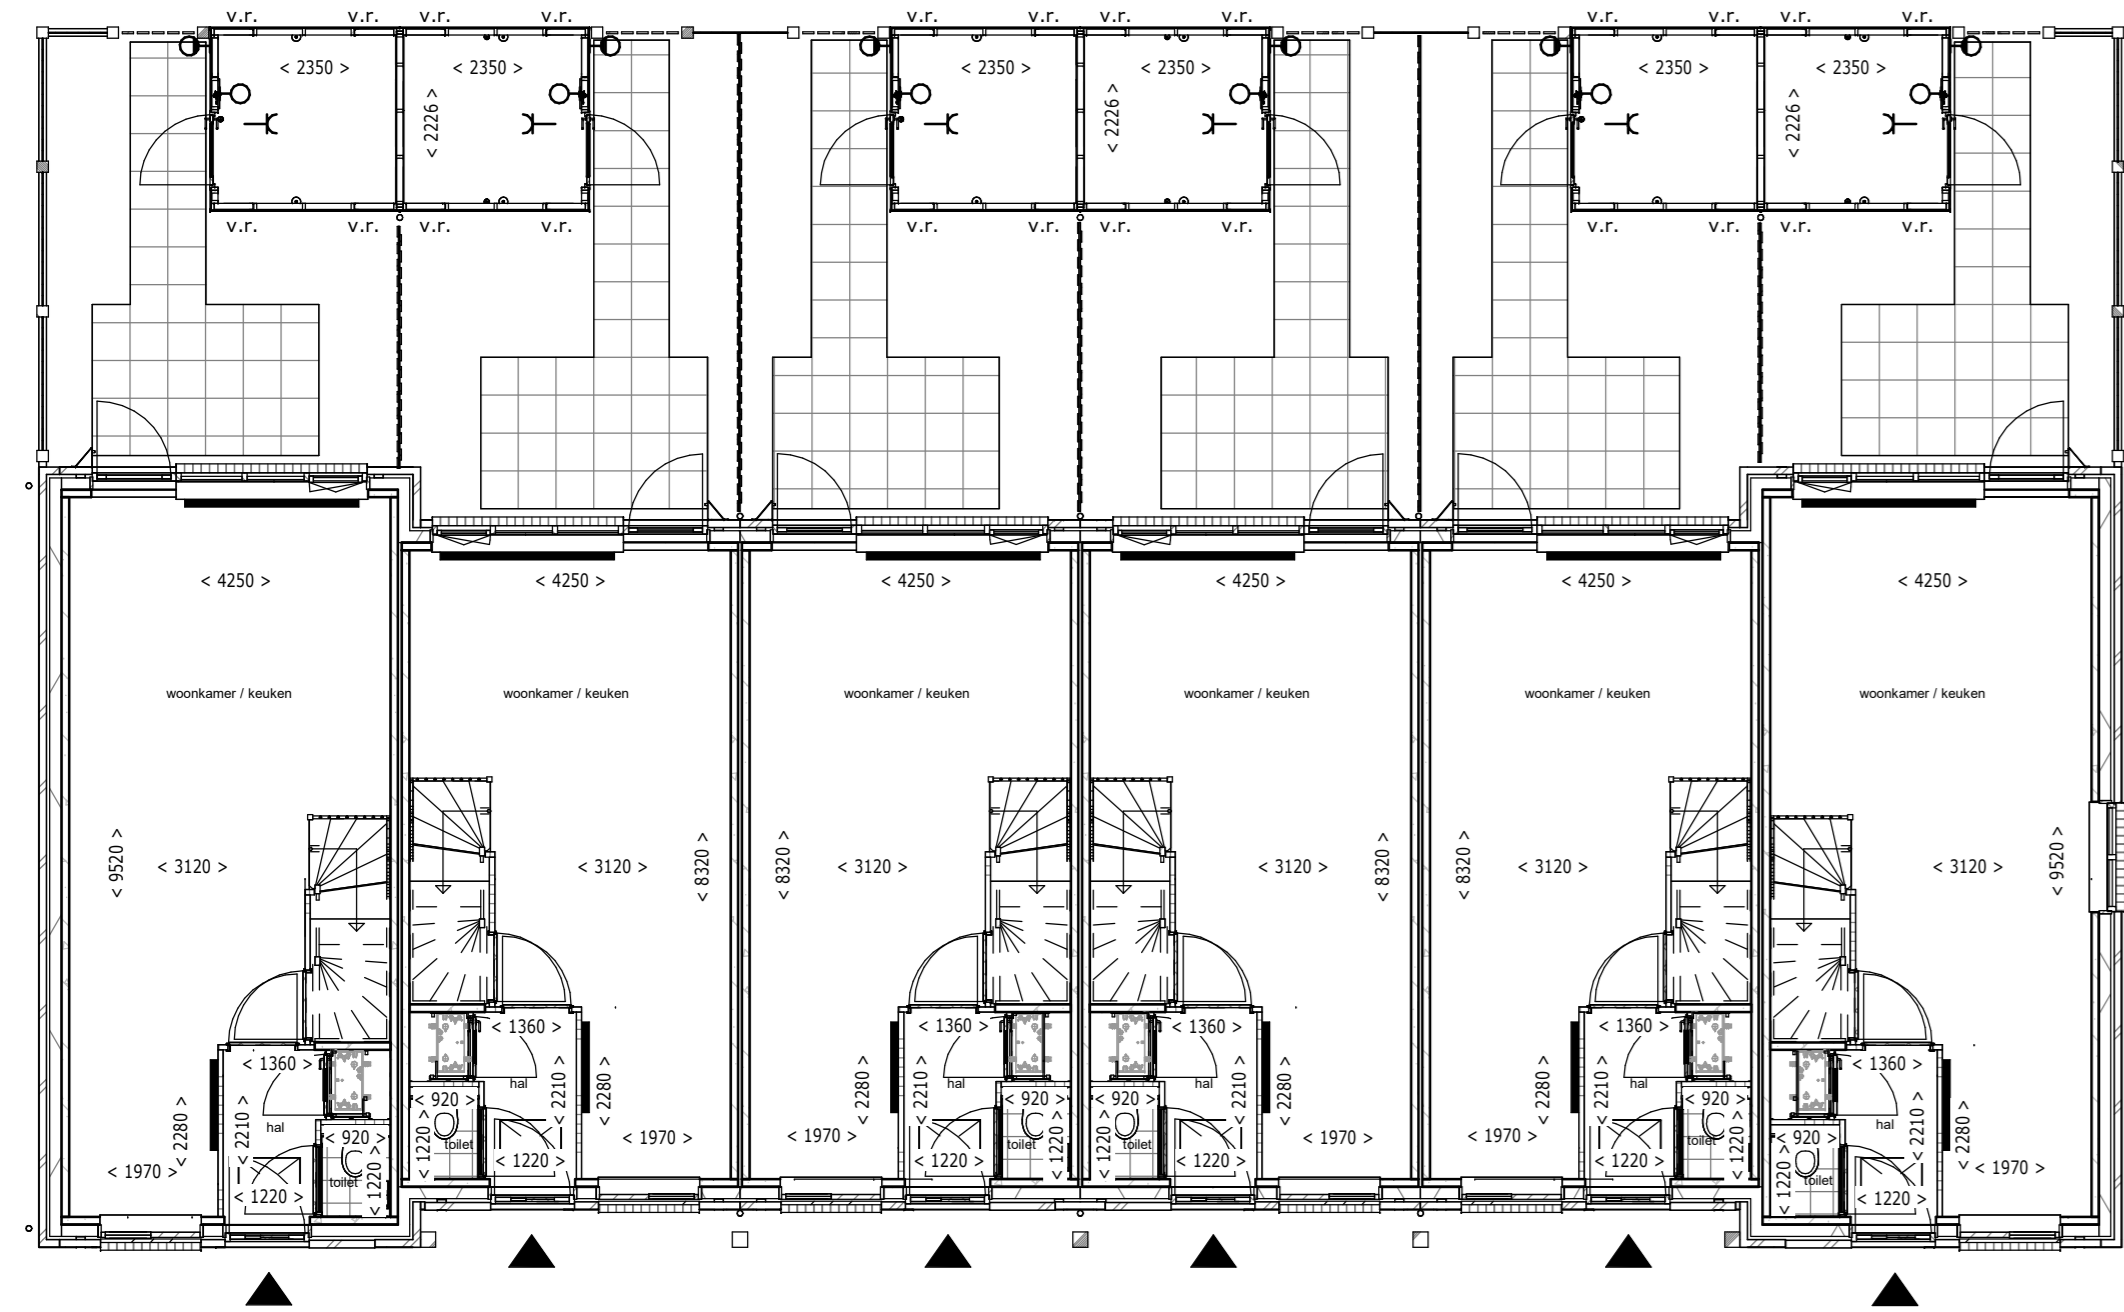 v.r. v.r. v.r. v.r. v.r. v.r. v.r. v.r. v.r. v.r. v.r. v.r.
< 2350 > < 2350 > < 2350 > < 2350 > < 2350 > < 2350 >
< 2226 > < 2226 > < 2226 >
v.r. v.r. v.r. v.r. v.r. v.r. v.r. v.r. v.r. v.r. v.r. v.r.
< 4250 > < 4250 > < 4250 > < 4250 > < 4250 > < 4250 >
woonkamer / keuken woonkamer / keuken woonkamer / keuken woonkamer / keuken woonkamer / keuken woonkamer / keuken
< 9520 > < 3120 > < 3120 > < 8320 > < 8320 > < 3120 > < 3120 > < 8320 > < 8320 > < 3120 > < 3120 > < 9520 >
< 1360 > < 1360 > < 1360 > < 1360 >
< 1360 > < 1360 >
hal hal hal hal
< 2210 > < 2280 > < 2280 > < 2210 > < 2210 > < 2280 > < 2280 > < 2210 >
< 920 > < 920 > < 920 > < 920 >
hal hal
< 2280 > < 2210 > < 2210 > < 2280 >
< 920 > < 920 >
< 1970 > < 1970 > < 1970 > < 1970 >
toilet toilet toilet toilet
< 1220 > < 1220 > < 1220 > < 1220 > < 1220 > < 1220 > < 1220 > < 1220 >
< 1970 > < 1970 >
toilet toilet
< 1220 > < 1220 > < 1220 > < 1220 >